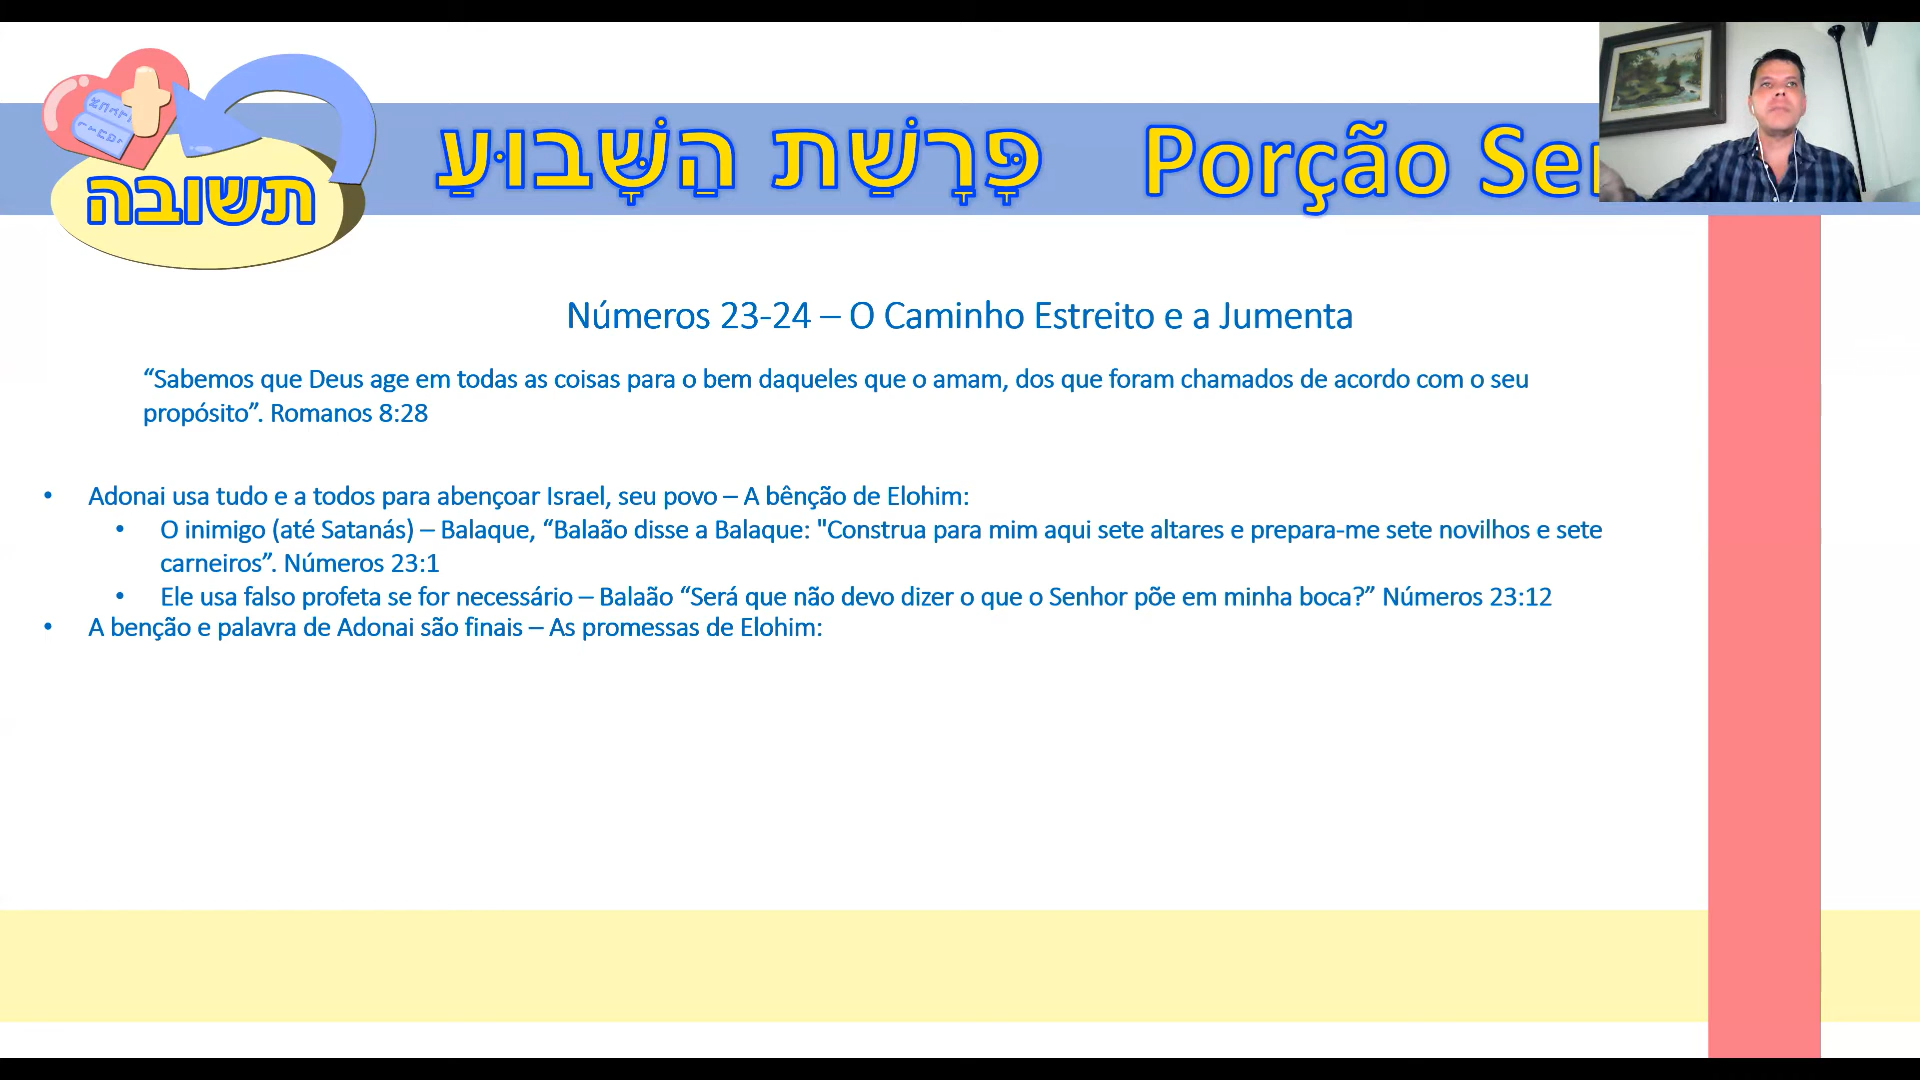 תשובה
פָּרָשַׁת הַשָּׁבוּעַ
Porção Se
Números 23-24 – O Caminho Estreito e a Jumenta
“Sabemos que Deus age em todas as coisas para o bem daqueles que o amam, dos que foram chamados de acordo com o seu
propósito”. Romanos 8:28
• Adonai usa tudo e a todos para abençoar Israel, seu povo – A bênção de Elohim:
• O inimigo (até Satanás) – Balaque, “Balaão disse a Balaque: "Construa para mim aqui sete altares e prepara-me sete novilhos e sete
carneiros”. Números 23:1
• Ele usa falso profeta se for necessário – Balaão “Será que não devo dizer o que o Senhor põe em minha boca?” Números 23:12
• A benção e palavra de Adonai são finais – As promessas de Elohim: